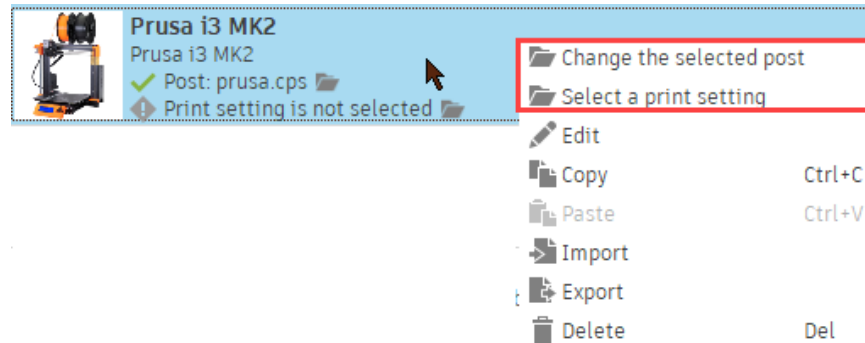 Prusa i3 MK2
Prusa i3 MK2
Post: prusa.cps
Print setting is not selected
Change the selected post
Select a print setting
Edit
Copy Ctrl+C
Paste Ctrl+V
Import
Export
Delete Del